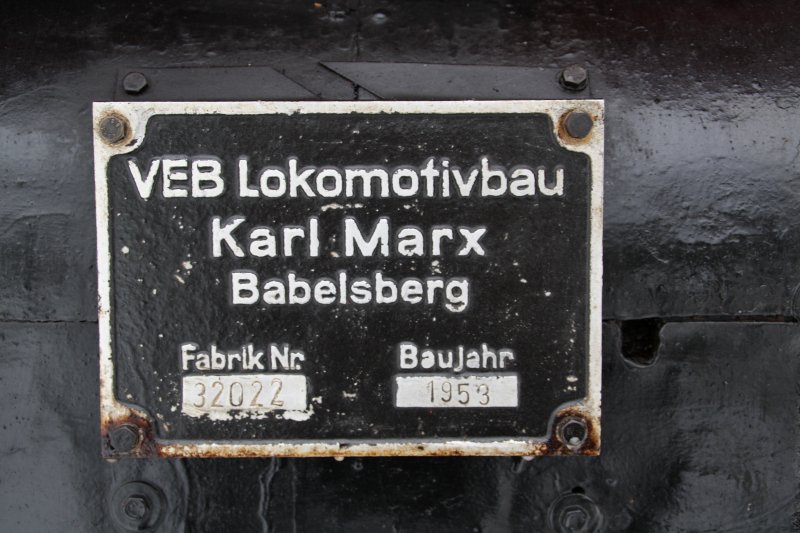 VEB Lokomotivbau
Karl Marx
Babelsberg
Fabrik Nr. Baujahr
32022 1953